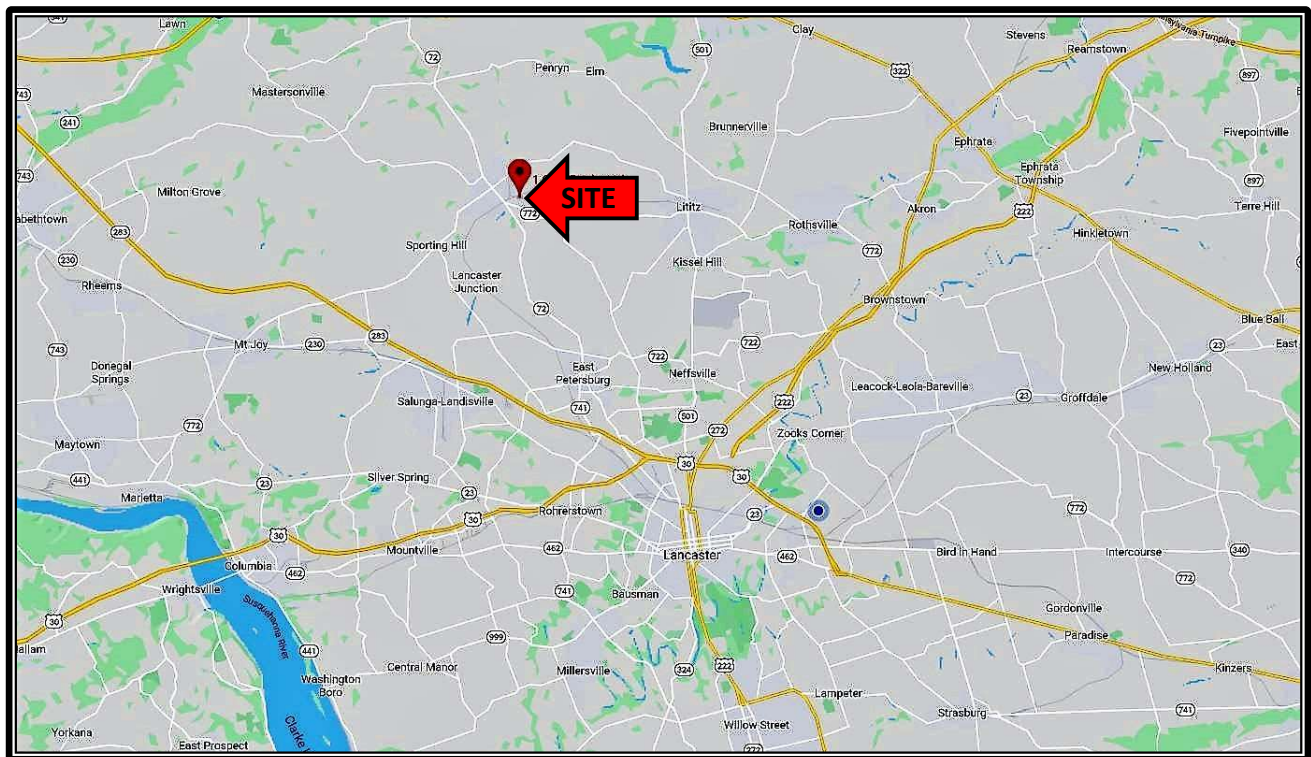 Lawn
72
501
Clay
Stevens
Reamstown
Penryn
Elm
322
897
Mastersonville
743
241
Brunnerville
Ephrata
Fivepointville
Ephrata
Township
743
Milton Grove
SITE
772
Lititz
Rothsville
Akron
222
897
Terre Hill
283
Hinkletown
230
Sporting Hill
Kissel Hill
772
Rheems
Lancaster
Junction
Brownstown
72
Blue Ball
283
743
Mt Joy
230
722
722
23
East
Donegal
Springs
East
Petersburg
Neffsville
New Holland
Leacock-Leola-Bareville
Salunga-Landisville
741
222
23
Groffdale
772
501
272
Zooks Corner
Maytown
30
30
441
23
Silver Spring
23
Marietta
30
Rohrerstown
23
772
30
Mountville
462
Lancaster
462
Bird in Hand
Intercourse
340
Columbia
462
Wrightsville
741
Bausman
772
30
Susquehanna River
Gordonville
999
Paradise
441
Central Manor
Millersville
324
222
Kinzers
Washington
Boro
Lampeter
Strasburg
741
Yorkana
Willow Street
East Prospect
272